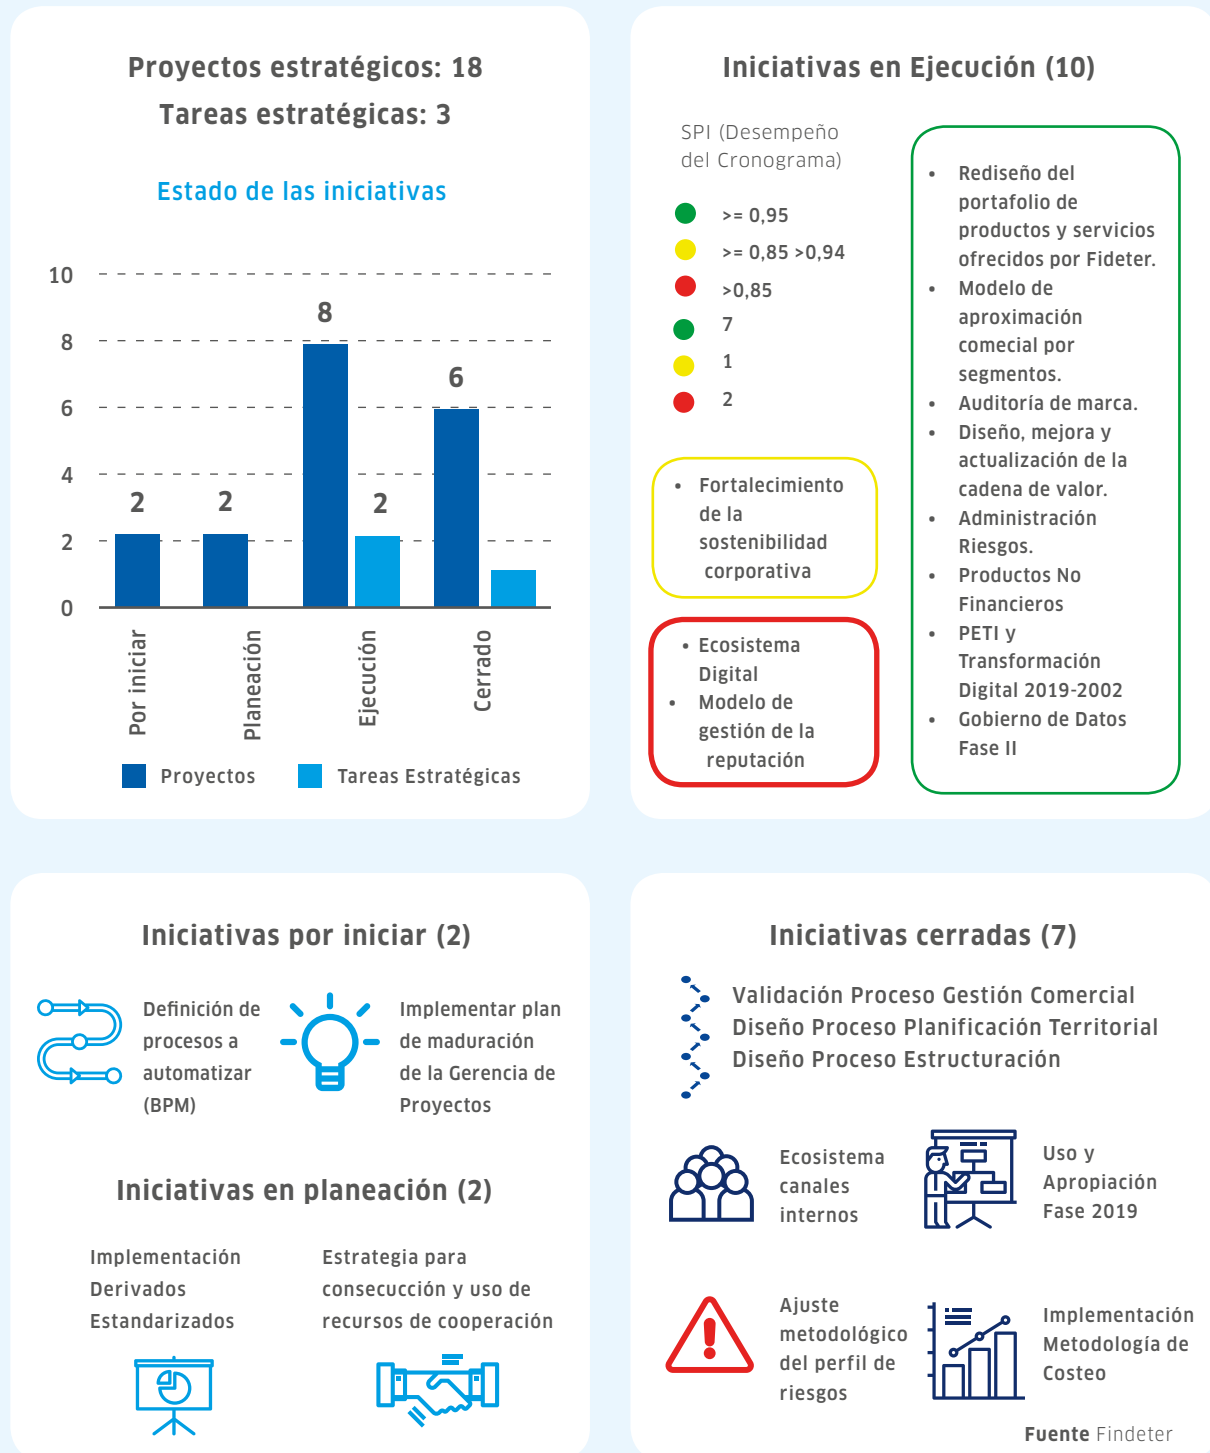 Proyectos estratégicos: 18
Tareas estratégicas: 3
Estado de las iniciativas
10
8
6
4
2
0
2
2
8
2
6
Por iniciar
Planeación
Ejecución
Cerrado
Proyectos
Tareas Estratégicas
Iniciativas en Ejecución (10)
SPI (Desempeño
del Cronograma)
>= 0,95
>= 0,85 >0,94
>0,85
7
1
2
• Fortalecimiento
de la
sostenibilidad
corporativa
• Ecosistema
Digital
• Modelo de
gestión de la
reputación
• Rediseño del
portafolio de
productos y servicios
ofrecidos por Fideter.
• Modelo de
aproximación
comecial por
segmentos.
• Auditoría de marca.
• Diseño, mejora y
actualización de la
cadena de valor.
• Administración
Riesgos.
• Productos No
Financieros
• PETI y
Transformación
Digital 2019-2002
• Gobierno de Datos
Fase II
Iniciativas por iniciar (2)
Definición de
procesos a
automatizar
(BPM)
Implementar plan
de maduración
de la Gerencia de
Proyectos
Iniciativas en planeación (2)
Implementación
Derivados
Estandarizados
Estrategia para
consecucción y uso de
recursos de cooperación
Iniciativas cerradas (7)
Validación Proceso Gestión Comercial
Diseño Proceso Planificación Territorial
Diseño Proceso Estructuración
Ecosistema
canales
internos
Uso y
Apropiación
Fase 2019
Ajuste
metodológico
del perfil de
riesgos
Implementación
Metodología de
Costeo
Fuente Findeter